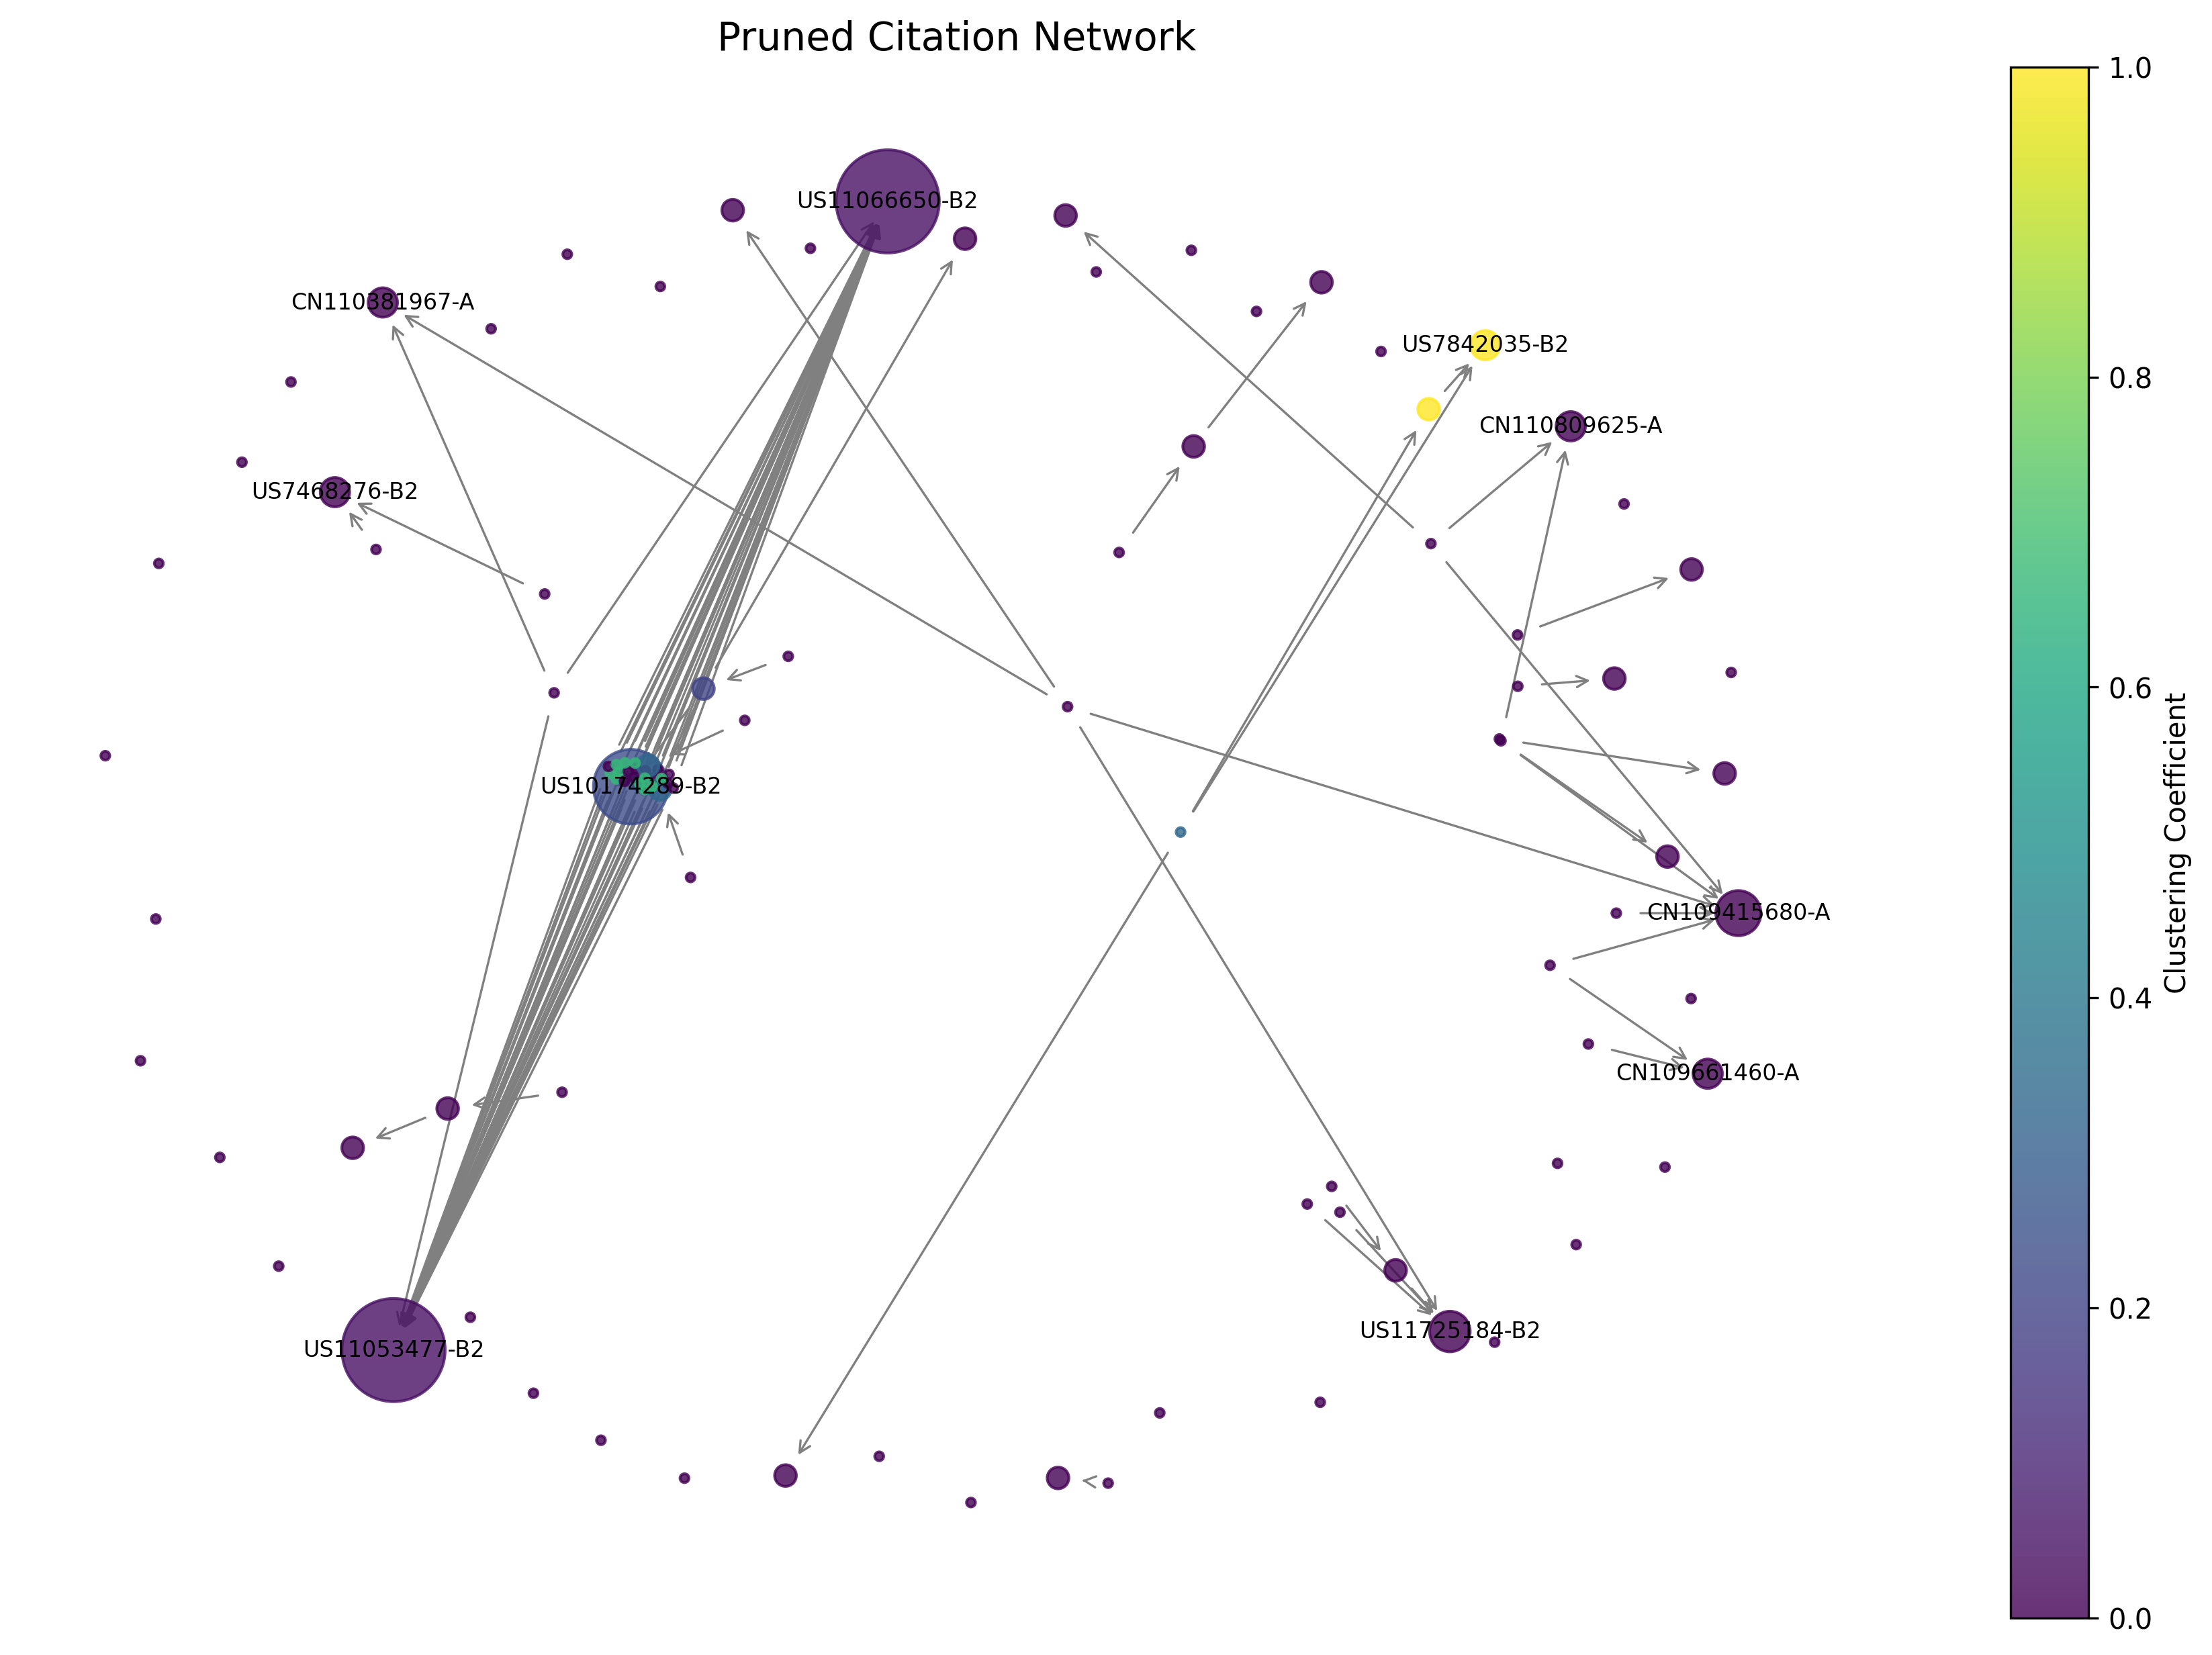 Pruned Citation Network
US11066650-B2
CN110381967-A
US7842035-B2
CN110809625-A
US7468276-B2
US10174289-B2
CN109415680-A
CN109661460-A
US11725184-B2
US11053477-B2
1.0
0.8
0.6
0.4
0.2
0.0
Clustering Coefficient